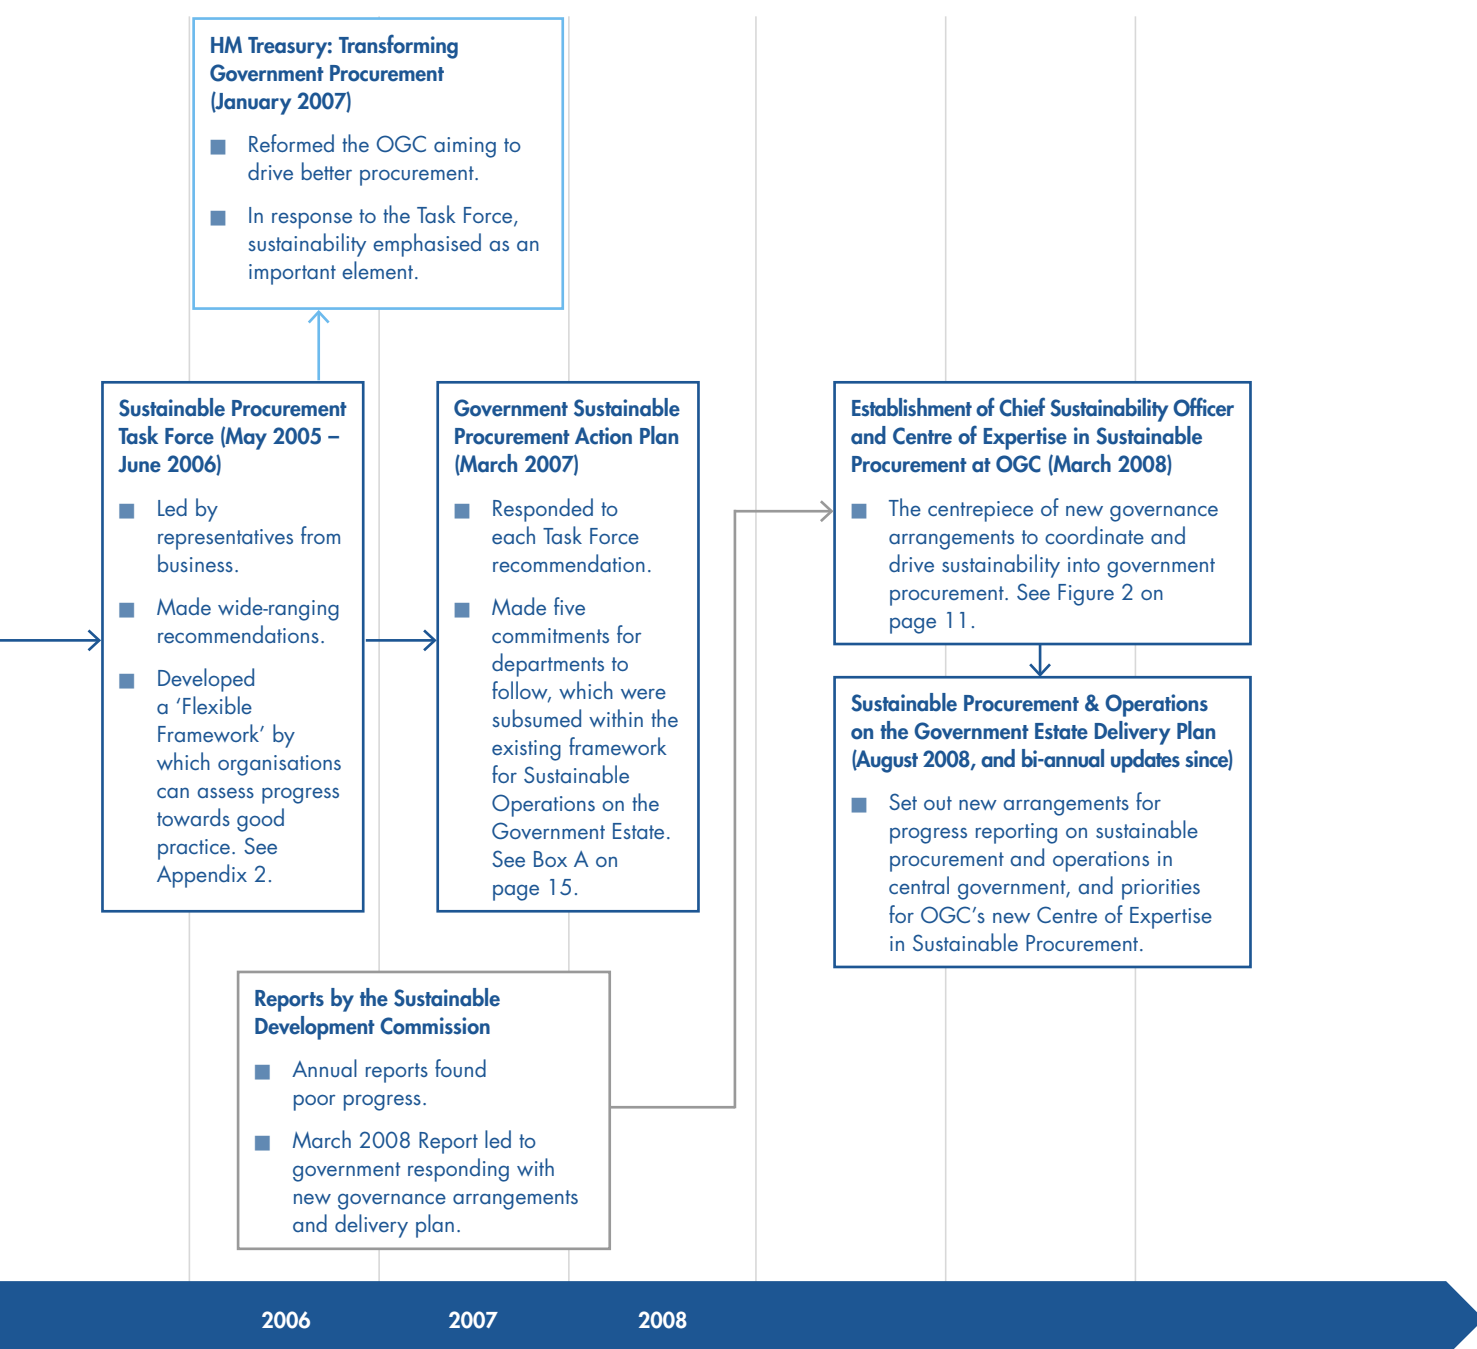 HM Treasury: Transforming
Government Procurement
(January 2007)
■ Reformed the OGC aiming to
drive better procurement.
■ In response to the Task Force,
sustainability emphasised as an
important element.
Sustainable Procurement
Task Force (May 2005 –
June 2006)
■ Led by
representatives from
business.
■ Made wide-ranging
recommendations.
■ Developed
a ‘Flexible
Framework’ by
which organisations
can assess progress
towards good
practice. See
Appendix 2.
Government Sustainable
Procurement Action Plan
(March 2007)
■ Responded to
each Task Force
recommendation.
■ Made five
commitments for
departments to
follow, which were
subsumed within the
existing framework
for Sustainable
Operations on the
Government Estate.
See Box A on
page 15.
Establishment of Chief Sustainability Officer
and Centre of Expertise in Sustainable
Procurement at OGC (March 2008)
■ The centrepiece of new governance
arrangements to coordinate and
drive sustainability into government
procurement. See Figure 2 on
page 11.
Sustainable Procurement & Operations
on the Government Estate Delivery Plan
(August 2008, and bi-annual updates since)
■ Set out new arrangements for
progress reporting on sustainable
procurement and operations in
central government, and priorities
for OGC’s new Centre of Expertise
in Sustainable Procurement.
Reports by the Sustainable
Development Commission
■ Annual reports found
poor progress.
■ March 2008 Report led to
government responding with
new governance arrangements
and delivery plan.
2006 2007 2008